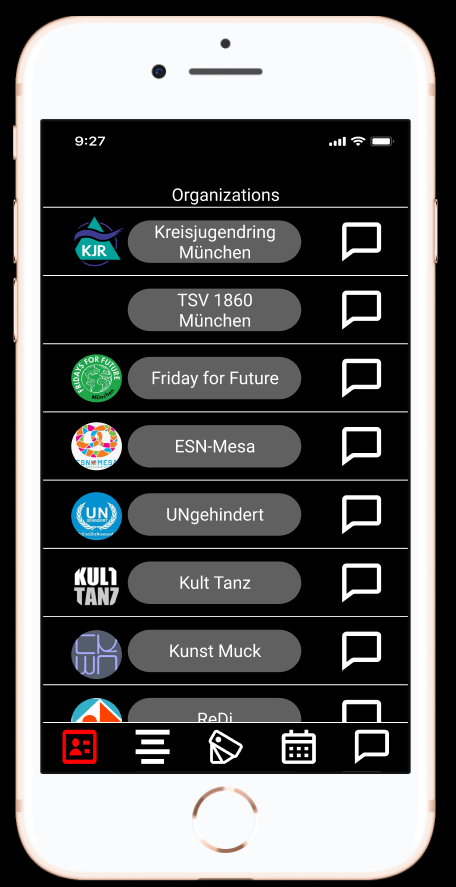 9:27
Organizations
KJR
Kreisjugendring
München
TSV 1860
München
FRIDAYS FOR FUTURE
München
Friday for Future
ESN MESA
ESN-Mesa
UN
GEHINDERT
UNgehindert
KULT
TANZ
Kult Tanz
Kunst Muck
ReDi